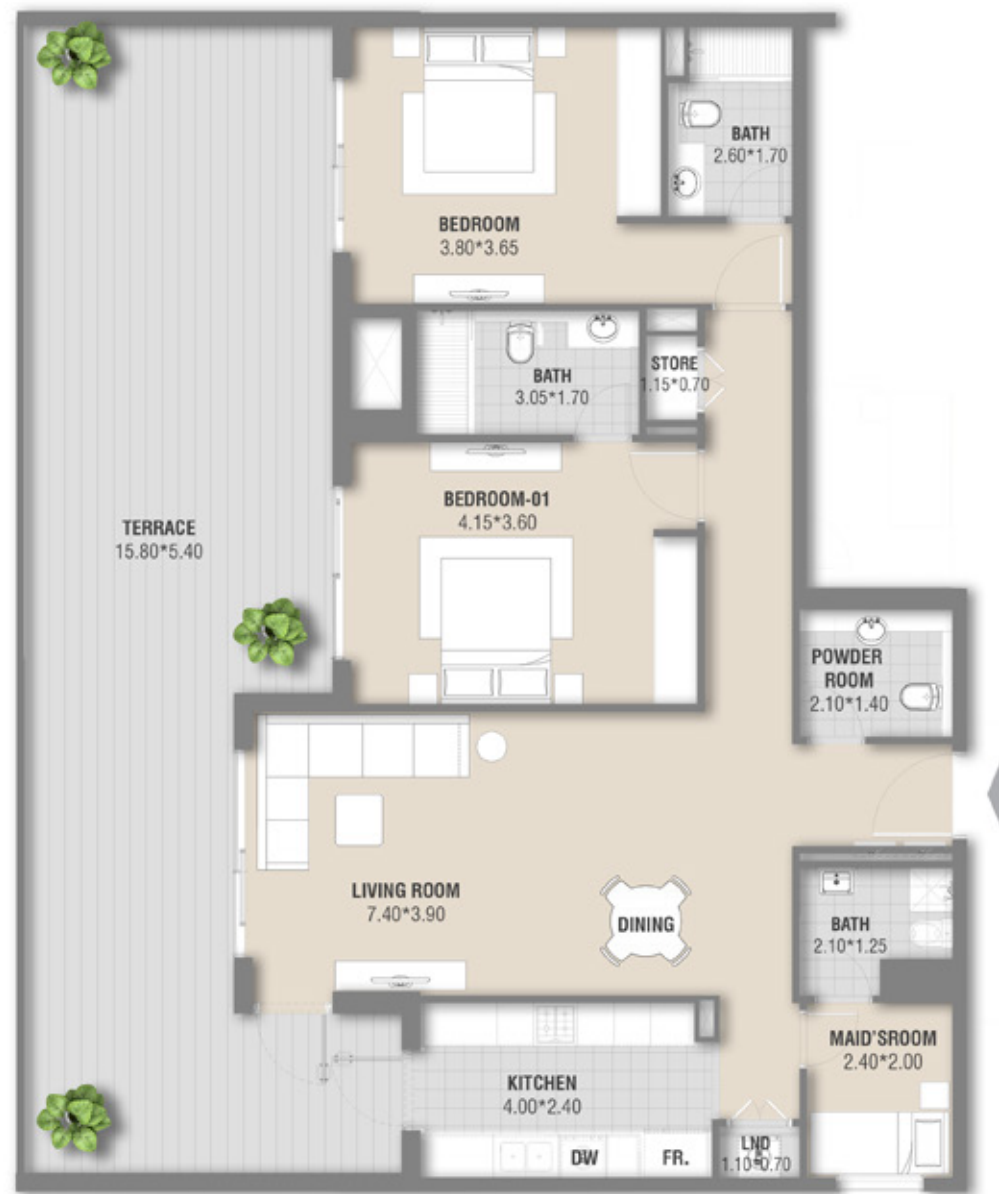 BATH
2.60*1.70
BEDROOM
3.80*3.65
STORE
1.15*0.70
BATH
3.05*1.70
BEDROOM-01
4.15*3.60
TERRACE
15.80*5.40
POWDER
ROOM
2.10*1.40
LIVING ROOM
7.40*3.90
DINING
BATH
2.10*1.25
MAID'SROOM
2.40*2.00
KITCHEN
4.00*2.40
DW
FR.
LND
1.10*0.70